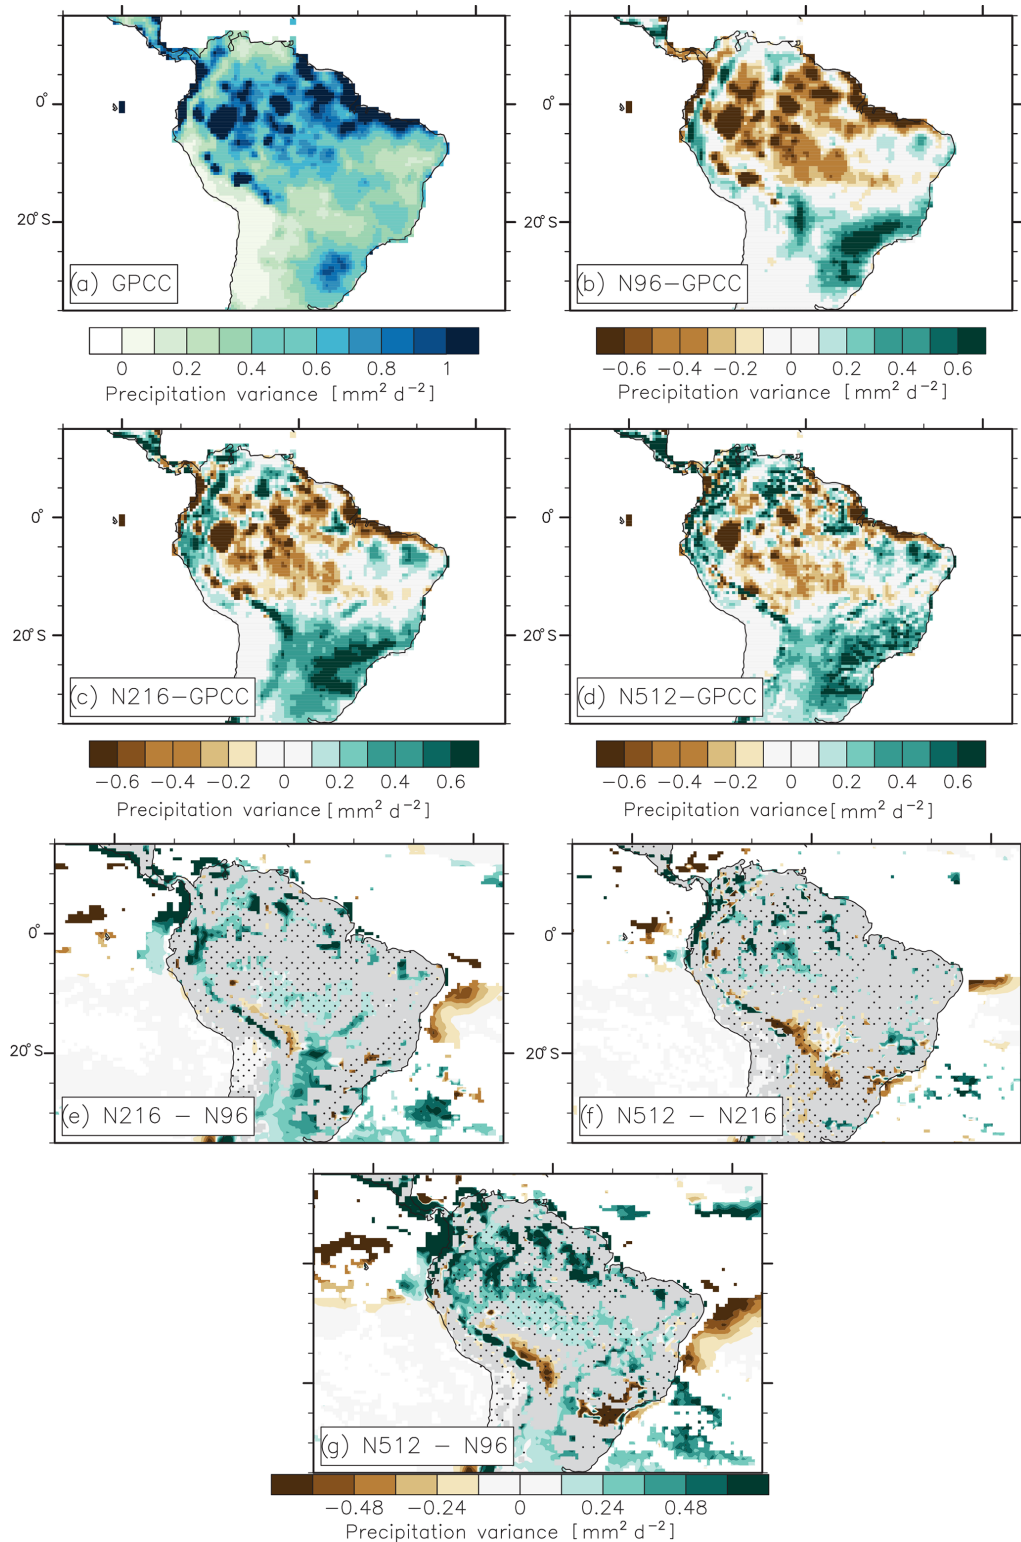 0°
20°S
(a) GPCC
(b) N96−GPCC
0 0.2 0.4 0.6 0.8 1
Precipitation variance [mm² d⁻²]
−0.6 −0.4 −0.2 0 0.2 0.4 0.6
Precipitation variance [mm² d⁻²]
0°
20°S
(c) N216−GPCC
0°
20°S
(d) N512−GPCC
−0.6 −0.4 −0.2 0 0.2 0.4 0.6
Precipitation variance [mm² d⁻²]
−0.6 −0.4 −0.2 0 0.2 0.4 0.6
Precipitation variance [mm² d⁻²]
0°
20°S
(e) N216 − N96
0°
20°S
(f) N512 − N216
(g) N512 − N96
−0.48 −0.24 0 0.24 0.48
Precipitation variance [mm² d⁻²]
0°
20°S